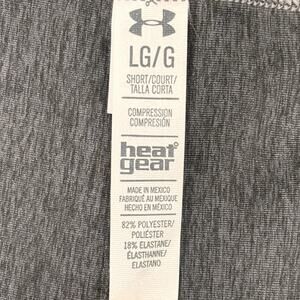 LG/G
SHORT/COURT/
TALLA CORTA
COMPRESSION
COMPRESIÓN
heat
gear
MADE IN MEXICO
FABRIQUÉ AU MEXIQUE
HECHO EN MÉXICO
82% POLYESTER/
POLIÉSTER
18% ELASTANE/
ÉLASTHANNE/
ELASTANO